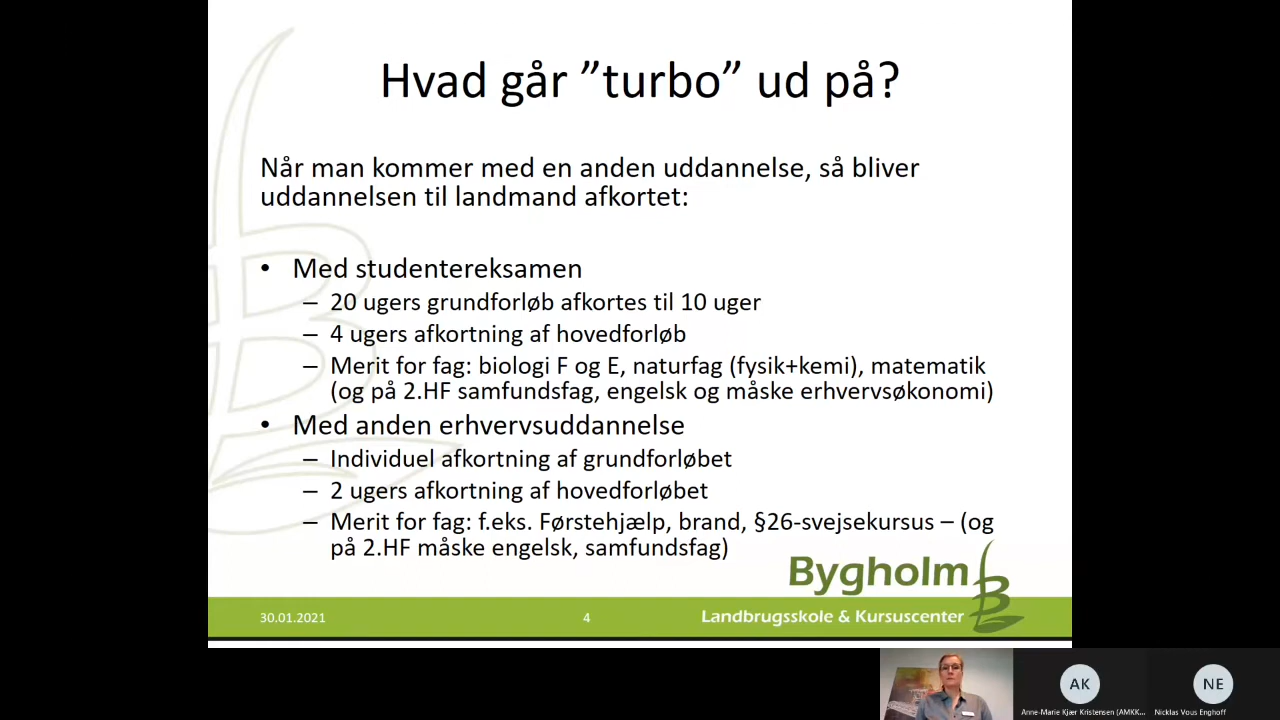 Hvad går ”turbo” ud på?
Når man kommer med en anden uddannelse, så bliver
uddannelsen til landmand afkortet:
• Med studentereksamen
– 20 ugers grundforløb afkortes til 10 uger
– 4 ugers afkortning af hovedforløb
– Merit for fag: biologi F og E, naturfag (fysik+kemi), matematik
(og på 2.HF samfundsfag, engelsk og måske erhvervsøkonomi)
• Med anden erhvervsuddannelse
– Individuel afkortning af grundforløbet
– 2 ugers afkortning af hovedforløbet
– Merit for fag: f.eks. Førstehjælp, brand, §26-svejsekursus – (og
på 2.HF måske engelsk, samfundsfag)
Bygholm
30.01.2021
4
Landbrugsskole & Kursuscenter
AK
NE
Anne-Marie Kjær Kristensen (AMKK...
Nicklas Vous Enghoff